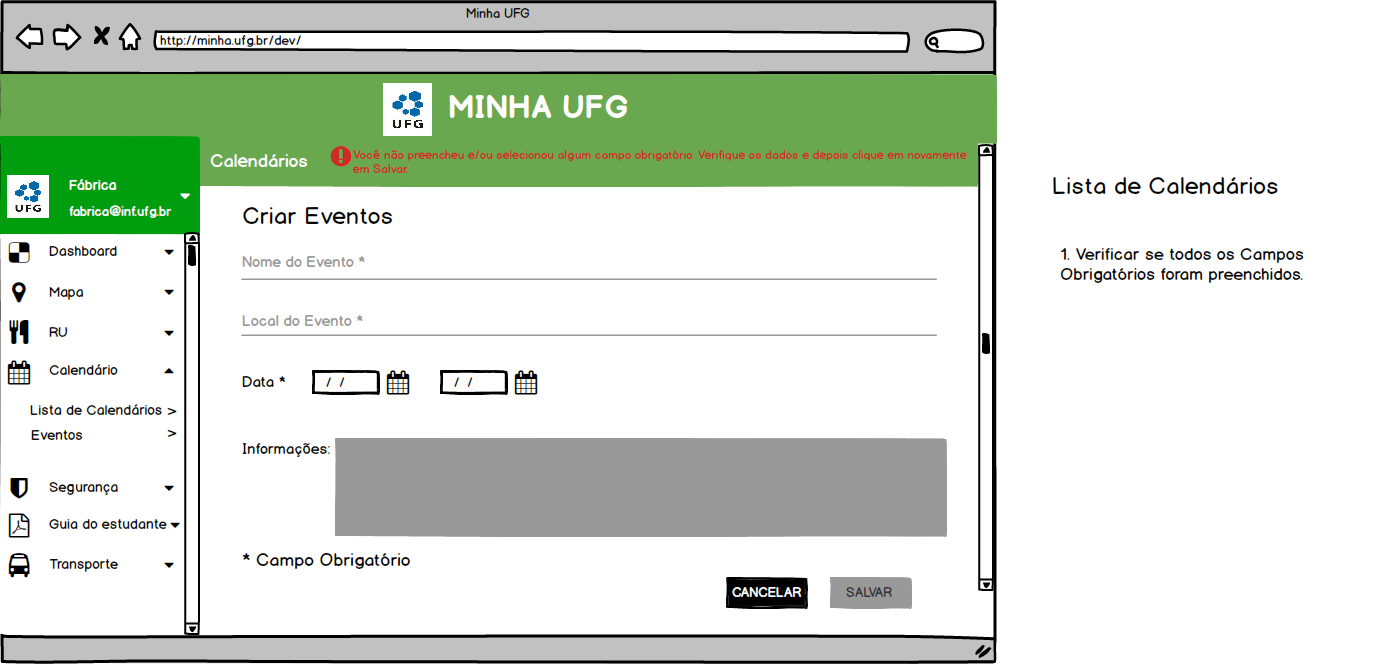 Minha UFG
http://minha.ufg.br/dev/
UFG
MINHA UFG
Calendários
Você não preencheu e/ou selecionou algum campo obrigatório. Verifique os dados e depois clique em novamente
em Salvar.
UFG
Fábrica
fabrica@inf.ufg.br
Dashboard
Mapa
RU
Calendário
Lista de Calendários >
Eventos >
Segurança
Guia do estudante
Transporte
Criar Eventos
Nome do Evento *
Local do Evento *
Data * / / / /
Informações:
* Campo Obrigatório
CANCELAR SALVAR
Lista de Calendários
1. Verificar se todos os Campos
Obrigatórios foram preenchidos.